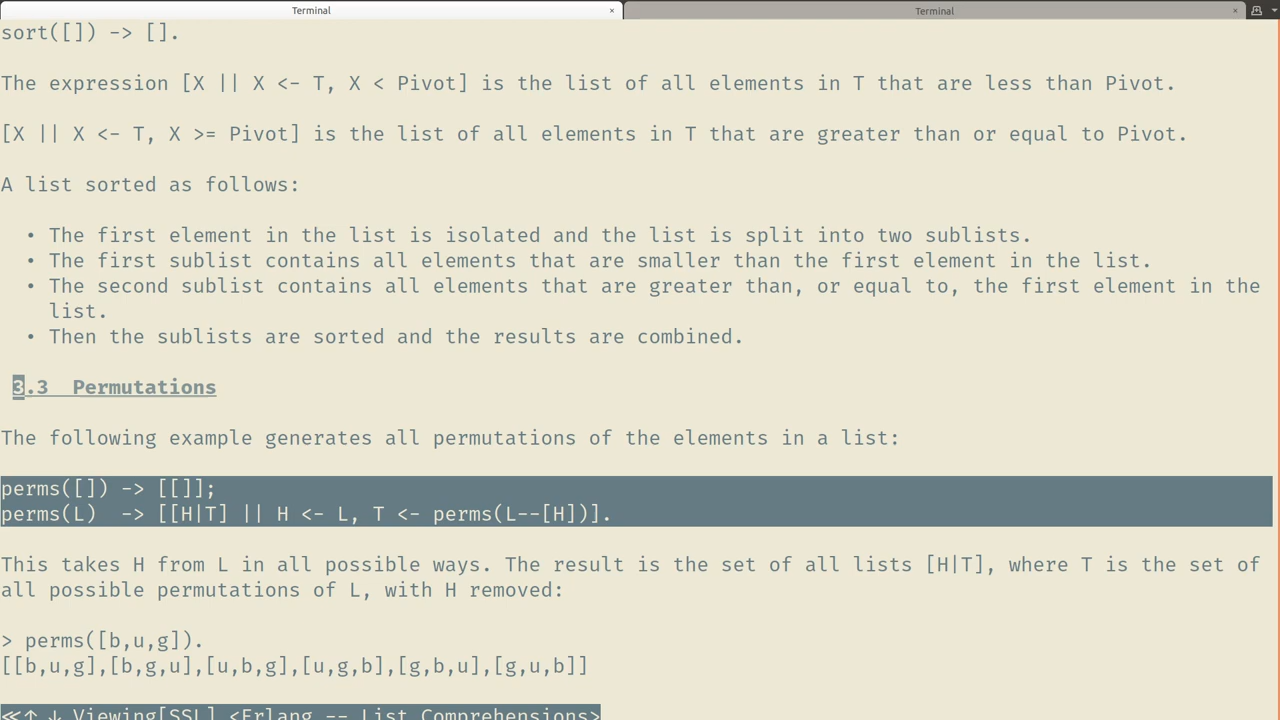 Terminal × Terminal ×
sort([]) -> [].
The expression [X || X <- T, X < Pivot] is the list of all elements in T that are less than Pivot.
[X || X <- T, X >= Pivot] is the list of all elements in T that are greater than or equal to Pivot.
A list sorted as follows:
• The first element in the list is isolated and the list is split into two sublists.
• The first sublist contains all elements that are smaller than the first element in the list.
• The second sublist contains all elements that are greater than, or equal to, the first element in the
list.
• Then the sublists are sorted and the results are combined.
3.3 Permutations
The following example generates all permutations of the elements in a list:
perms([]) -> [[]];
perms(L)  -> [[H|T] || H <- L, T <- perms(L--[H])].
This takes H from L in all possible ways. The result is the set of all lists [H|T], where T is the set of
all possible permutations of L, with H removed:
> perms([b,u,g]).
[[b,u,g],[b,g,u],[u,b,g],[u,g,b],[g,b,u],[g,u,b]]
≪↑ ↓ Viewing[SSL] <Erlang -- List Comprehensions>